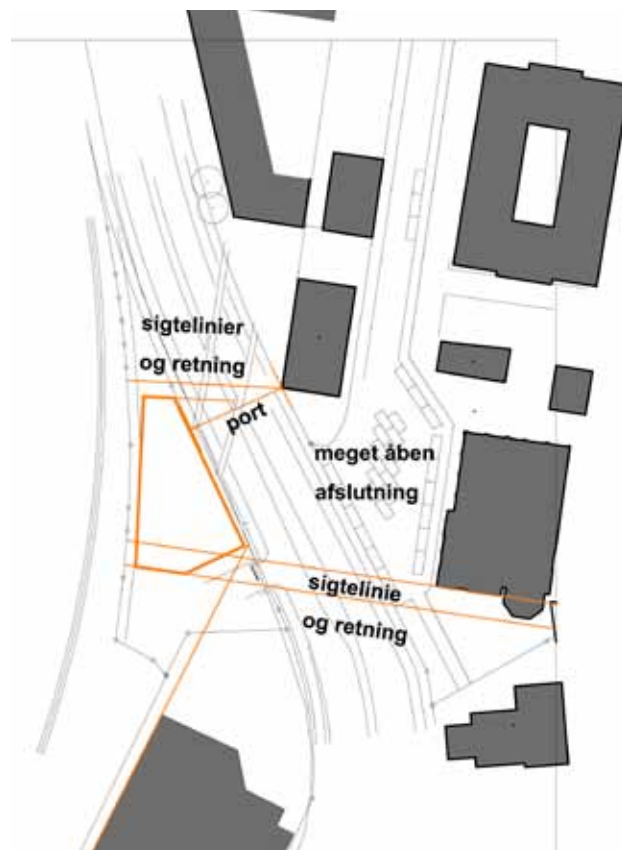 sigtelinier
og retning
port
meget åben
afslutning
sigtelinie
og retning